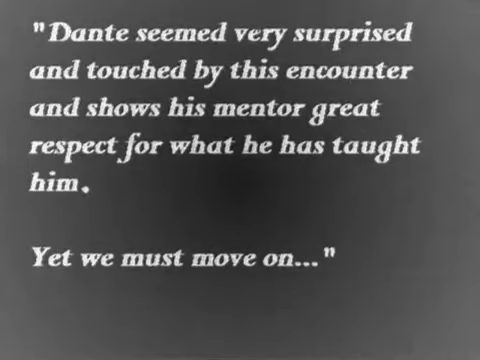 "Dante seemed very surprised
and touched by this encounter
and shows his mentor great
respect for what he has taught
him.
Yet we must move on..."